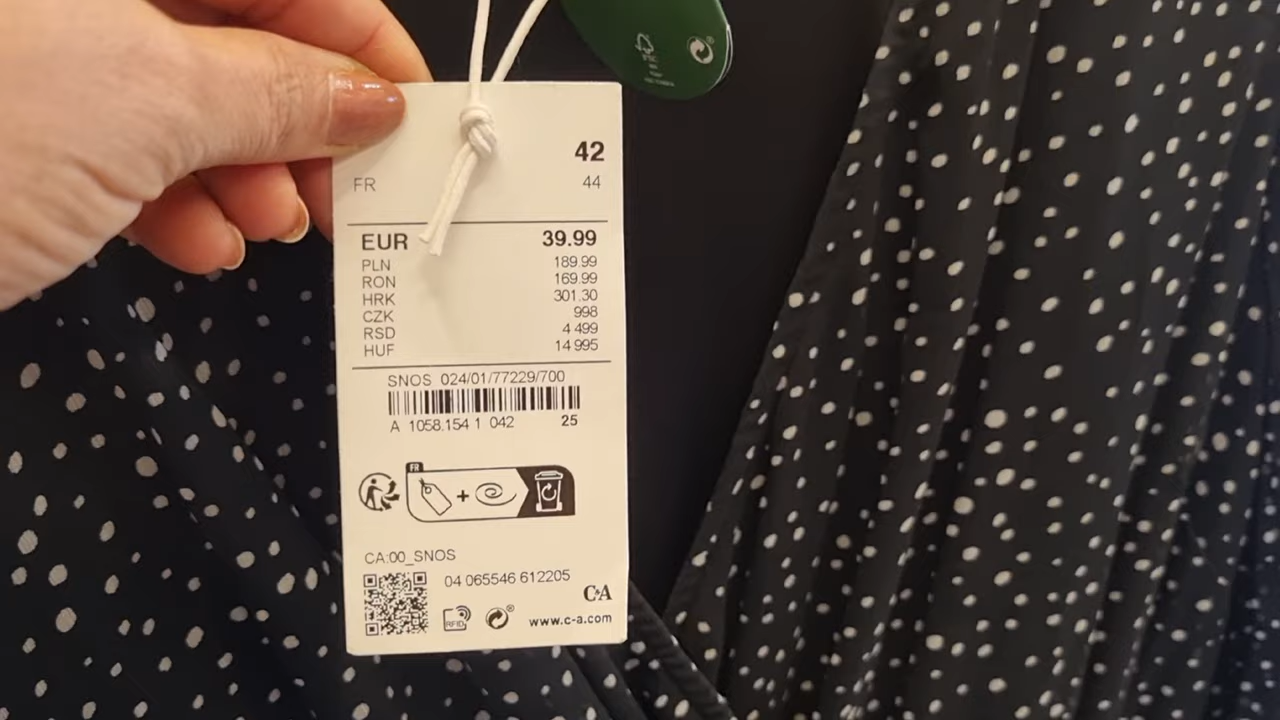 42
FR 44
EUR 39.99
PLN 189.99
RON 169.99
HRK 301.30
CZK 998
RSD 4 499
HUF 14 995
SNOS 024/01/77229/700
A 1058.154 1 042 25
FR
+
CA:00_SNOS
04 065546 612205
C&A
RFID
www.c-a.com